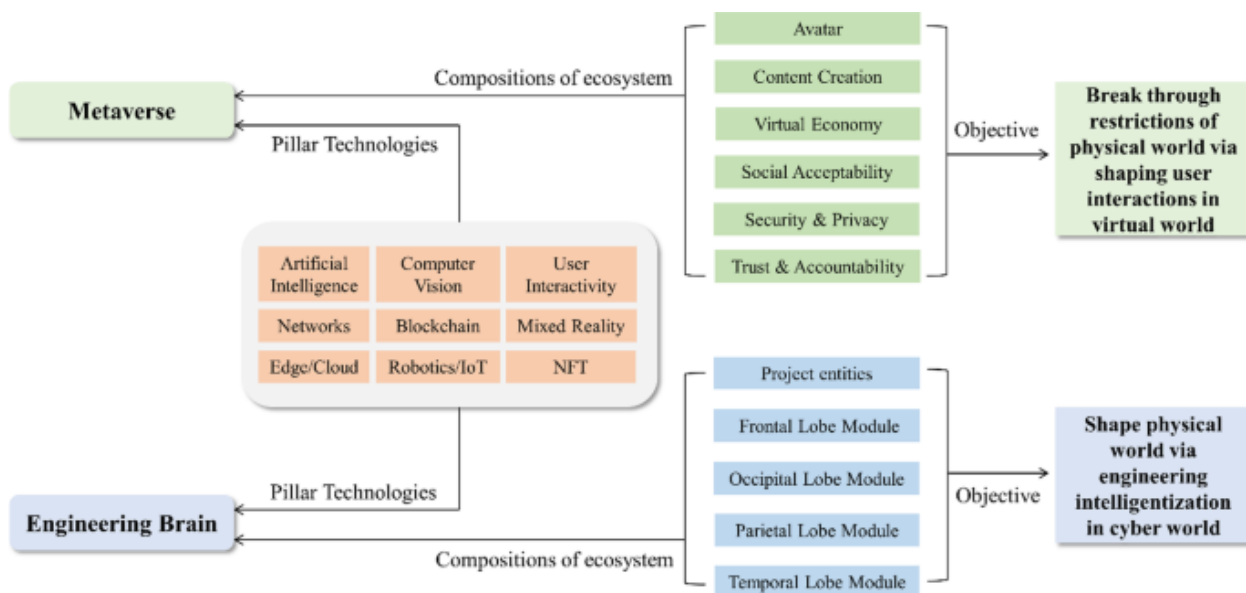 Avatar
Compositions of ecosystem
Content Creation
Metaverse
Virtual Economy
Objective
Break through
restrictions of
physical world via
shaping user
interactions in
virtual world
Pillar Technologies
Social Acceptability
Security & Privacy
Trust & Accountability
Artificial
Intelligence
Computer
Vision
User
Interactivity
Networks
Blockchain
Mixed Reality
Edge/Cloud
Robotics/IoT
NFT
Project entities
Frontal Lobe Module
Occipital Lobe Module
Objective
Shape physical
world via
engineering
intelligentization
in cyber world
Pillar Technologies
Engineering Brain
Parietal Lobe Module
Compositions of ecosystem
Temporal Lobe Module